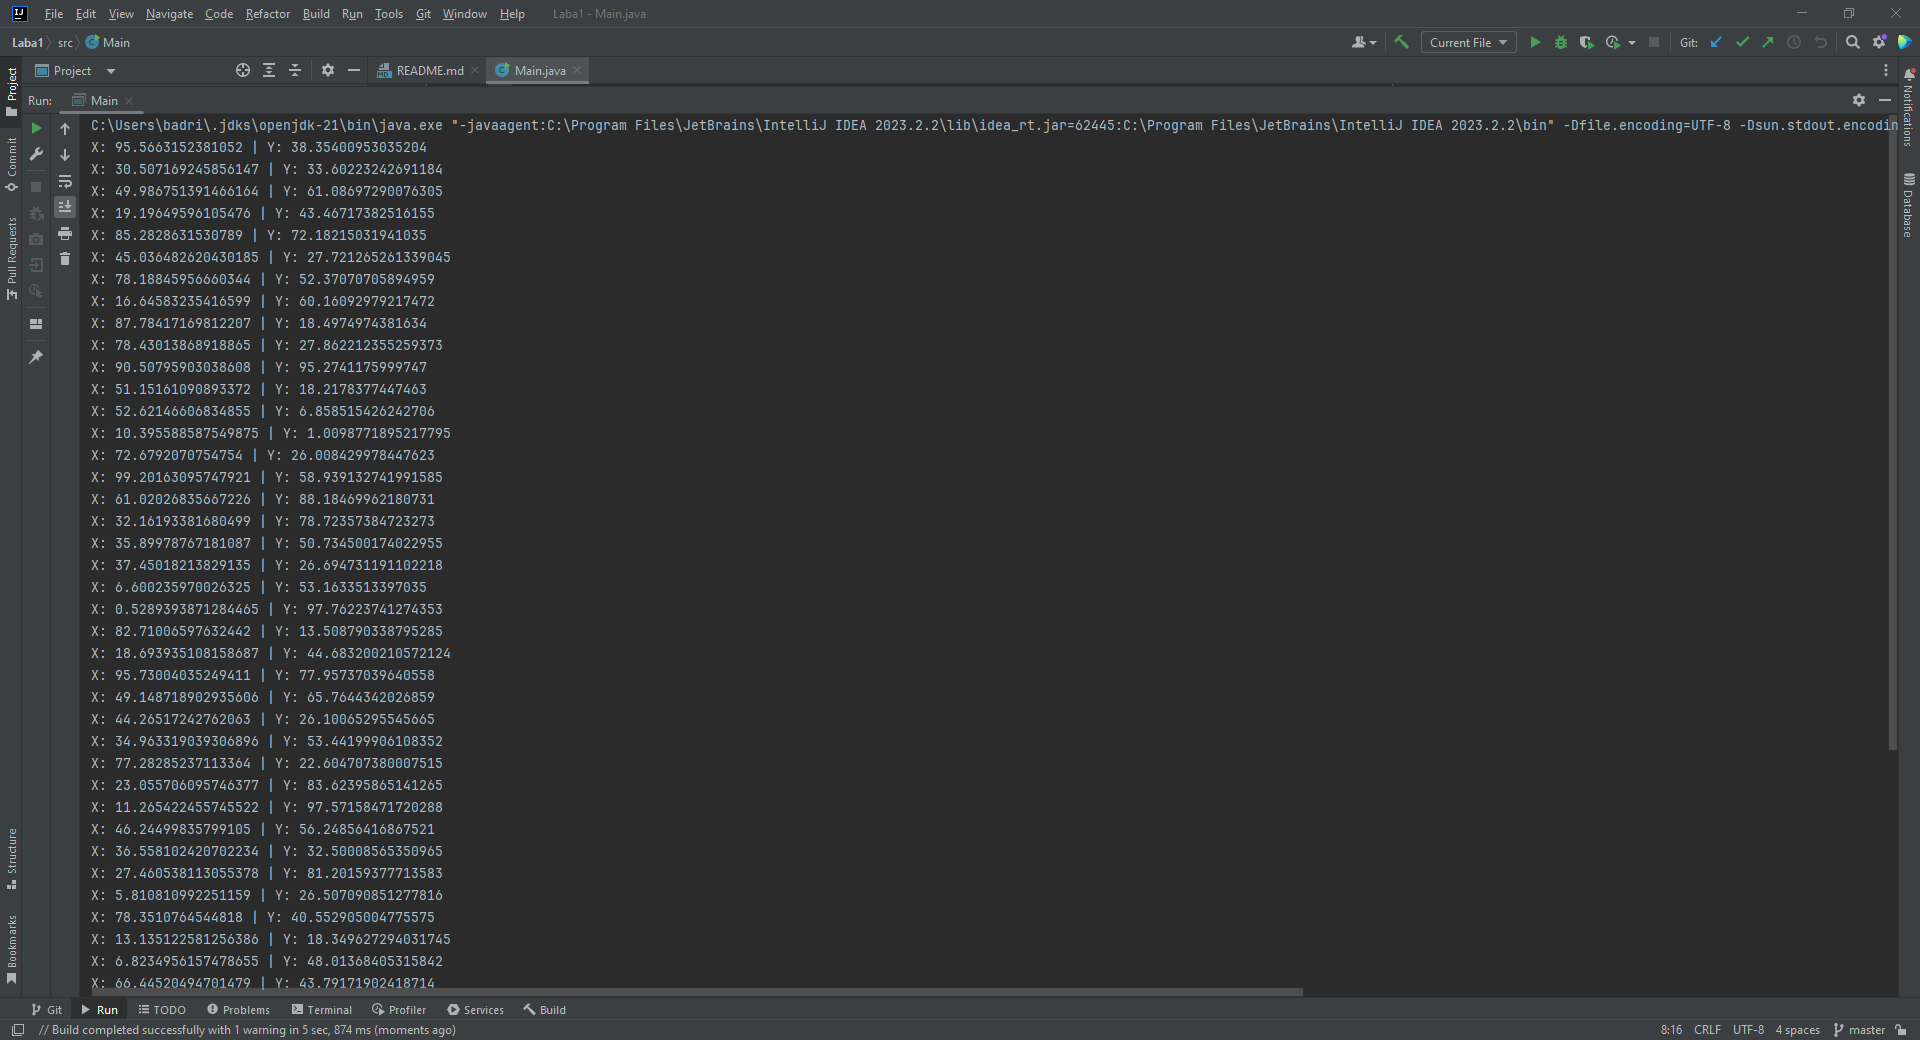 File Edit View Navigate Code Refactor Build Run Tools Git Window Help Laba1 - Main.java
Laba1 src Main Current File Git:
Project README.md Main.java
Run: Main
C:\Users\badri\.jdks\openjdk-21\bin\java.exe "-javaagent:C:\Program Files\JetBrains\IntelliJ IDEA 2023.2.2\lib\idea_rt.jar=62445:C:\Program Files\JetBrains\IntelliJ IDEA 2023.2.2\bin" -Dfile.encoding=UTF-8 -Dsun.stdout.encodin
X: 95.5663152381052 | Y: 38.35400953035204
X: 30.507169245856147 | Y: 33.60223242691184
X: 49.986751391466164 | Y: 61.08697290076305
X: 19.19649596105476 | Y: 43.46717382516155
X: 85.2828631530789 | Y: 72.18215031941035
X: 45.036482620430185 | Y: 27.721265261339045
X: 78.18845956660344 | Y: 52.37070705894959
X: 16.64583235416599 | Y: 60.16092979217472
X: 87.78417169812207 | Y: 18.4974974381634
X: 78.43013868918865 | Y: 27.862212355259373
X: 90.50795903038608 | Y: 95.2741175999747
X: 51.15161090893372 | Y: 18.2178377447463
X: 52.62146606834855 | Y: 6.858515426242706
X: 10.395588587549875 | Y: 1.0098771895217795
X: 72.6792070754754 | Y: 26.008429978447623
X: 99.20163095747921 | Y: 58.939132741991585
X: 61.02026835667226 | Y: 88.18469962180731
X: 32.16193381680499 | Y: 78.72357384723273
X: 35.89978767181087 | Y: 50.734500174022955
X: 37.45018213829135 | Y: 26.694731191102218
X: 6.600235970026325 | Y: 53.1633513397035
X: 0.5289393871284465 | Y: 97.76223741274353
X: 82.71006597632442 | Y: 13.508790338795285
X: 18.693935108158687 | Y: 44.683200210572124
X: 95.73004035249411 | Y: 77.95737039640558
X: 49.148718902935606 | Y: 65.7644342026859
X: 44.26517242762063 | Y: 26.10065295545665
X: 34.963319039306896 | Y: 53.44199906108352
X: 77.28285237113364 | Y: 22.604707380007515
X: 23.055706095746377 | Y: 83.62395865141265
X: 11.265422455745522 | Y: 97.57158471720288
X: 46.24499835799105 | Y: 56.24856416867521
X: 36.558102420702234 | Y: 32.50008565350965
X: 27.460538113055378 | Y: 81.20159377713583
X: 5.810810992251159 | Y: 26.507090851277816
X: 78.3510764544818 | Y: 40.552905004775575
X: 13.135122581256386 | Y: 18.349627294031745
X: 6.8234956157478655 | Y: 48.01368405315842
X: 66.44520494701479 | Y: 43.79171902418714
Project
Commit
Pull Requests
Structure
Bookmarks
Notifications
Database
Git Run TODO Problems Terminal Profiler Services Build
// Build completed successfully with 1 warning in 5 sec, 874 ms (moments ago) 8:16 CRLF UTF-8 4 spaces master